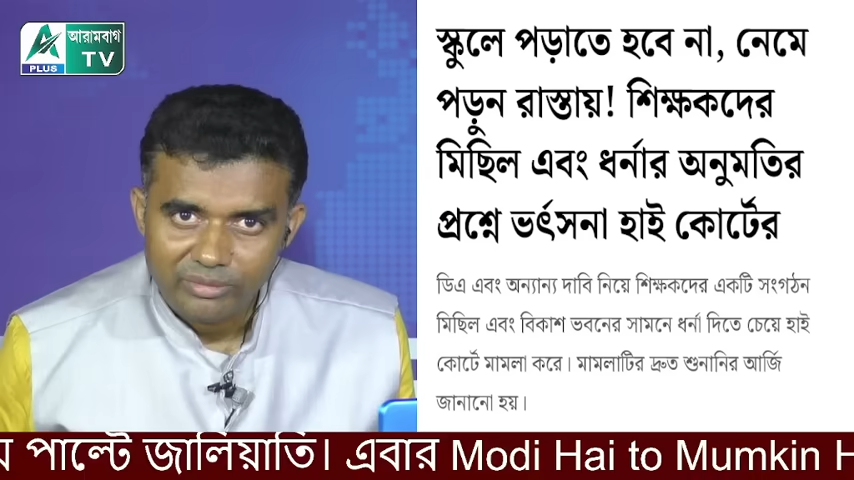 আরামবাগ
TV
PLUS
স্কুলে পড়াতে হবে না, নেমে
পড়ুন রাস্তায়! শিক্ষকদের
মিছিল এবং ধর্নার অনুমতির
প্রশ্নে ভর্ৎসনা হাই কোর্টের
ডিএ এবং অন্যান্য দাবি নিয়ে শিক্ষকদের একটি সংগঠন
মিছিল এবং বিকাশ ভবনের সামনে ধর্না দিতে চেয়ে হাই
কোর্টে মামলা করে। মামলাটির দ্রুত শুনানির আর্জি
জানানো হয়।
পাল্টে জালিয়াতি। এবার Modi Hai to Mumkin H